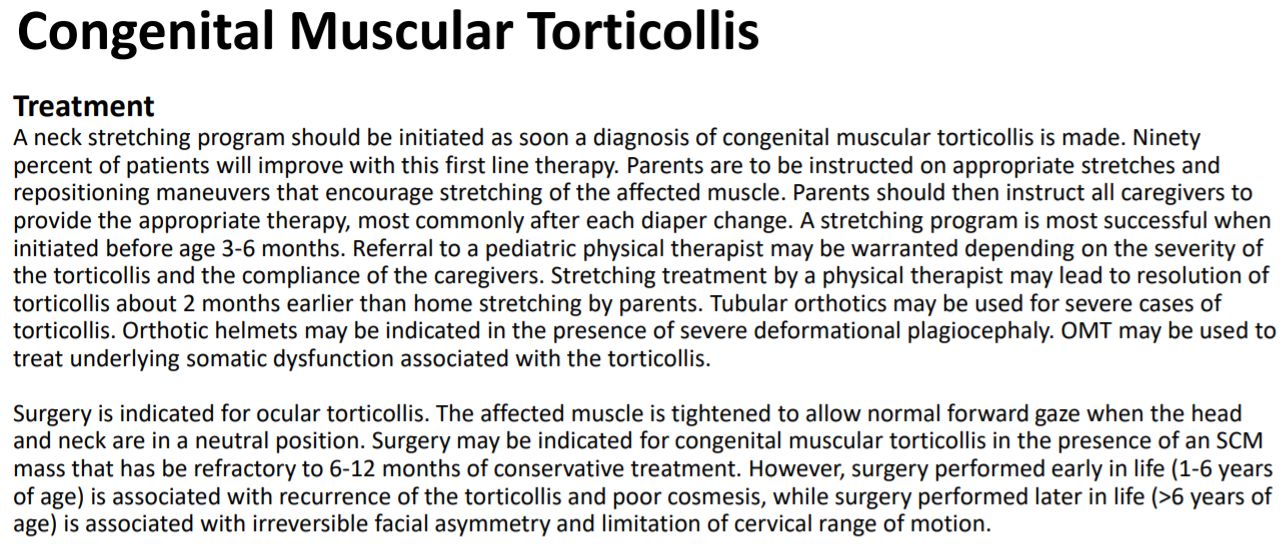 Congenital Muscular Torticollis
Treatment
A neck stretching program should be initiated as soon a diagnosis of congenital muscular torticollis is made. Ninety
percent of patients will improve with this first line therapy. Parents are to be instructed on appropriate stretches and
repositioning maneuvers that encourage stretching of the affected muscle. Parents should then instruct all caregivers to
provide the appropriate therapy, most commonly after each diaper change. A stretching program is most successful when
initiated before age 3-6 months. Referral to a pediatric physical therapist may be warranted depending on the severity of
the torticollis and the compliance of the caregivers. Stretching treatment by a physical therapist may lead to resolution of
torticollis about 2 months earlier than home stretching by parents. Tubular orthotics may be used for severe cases of
torticollis. Orthotic helmets may be indicated in the presence of severe deformational plagiocephaly. OMT may be used to
treat underlying somatic dysfunction associated with the torticollis.
Surgery is indicated for ocular torticollis. The affected muscle is tightened to allow normal forward gaze when the head
and neck are in a neutral position. Surgery may be indicated for congenital muscular torticollis in the presence of an SCM
mass that has be refractory to 6-12 months of conservative treatment. However, surgery performed early in life (1-6 years
of age) is associated with recurrence of the torticollis and poor cosmesis, while surgery performed later in life (>6 years of
age) is associated with irreversible facial asymmetry and limitation of cervical range of motion.